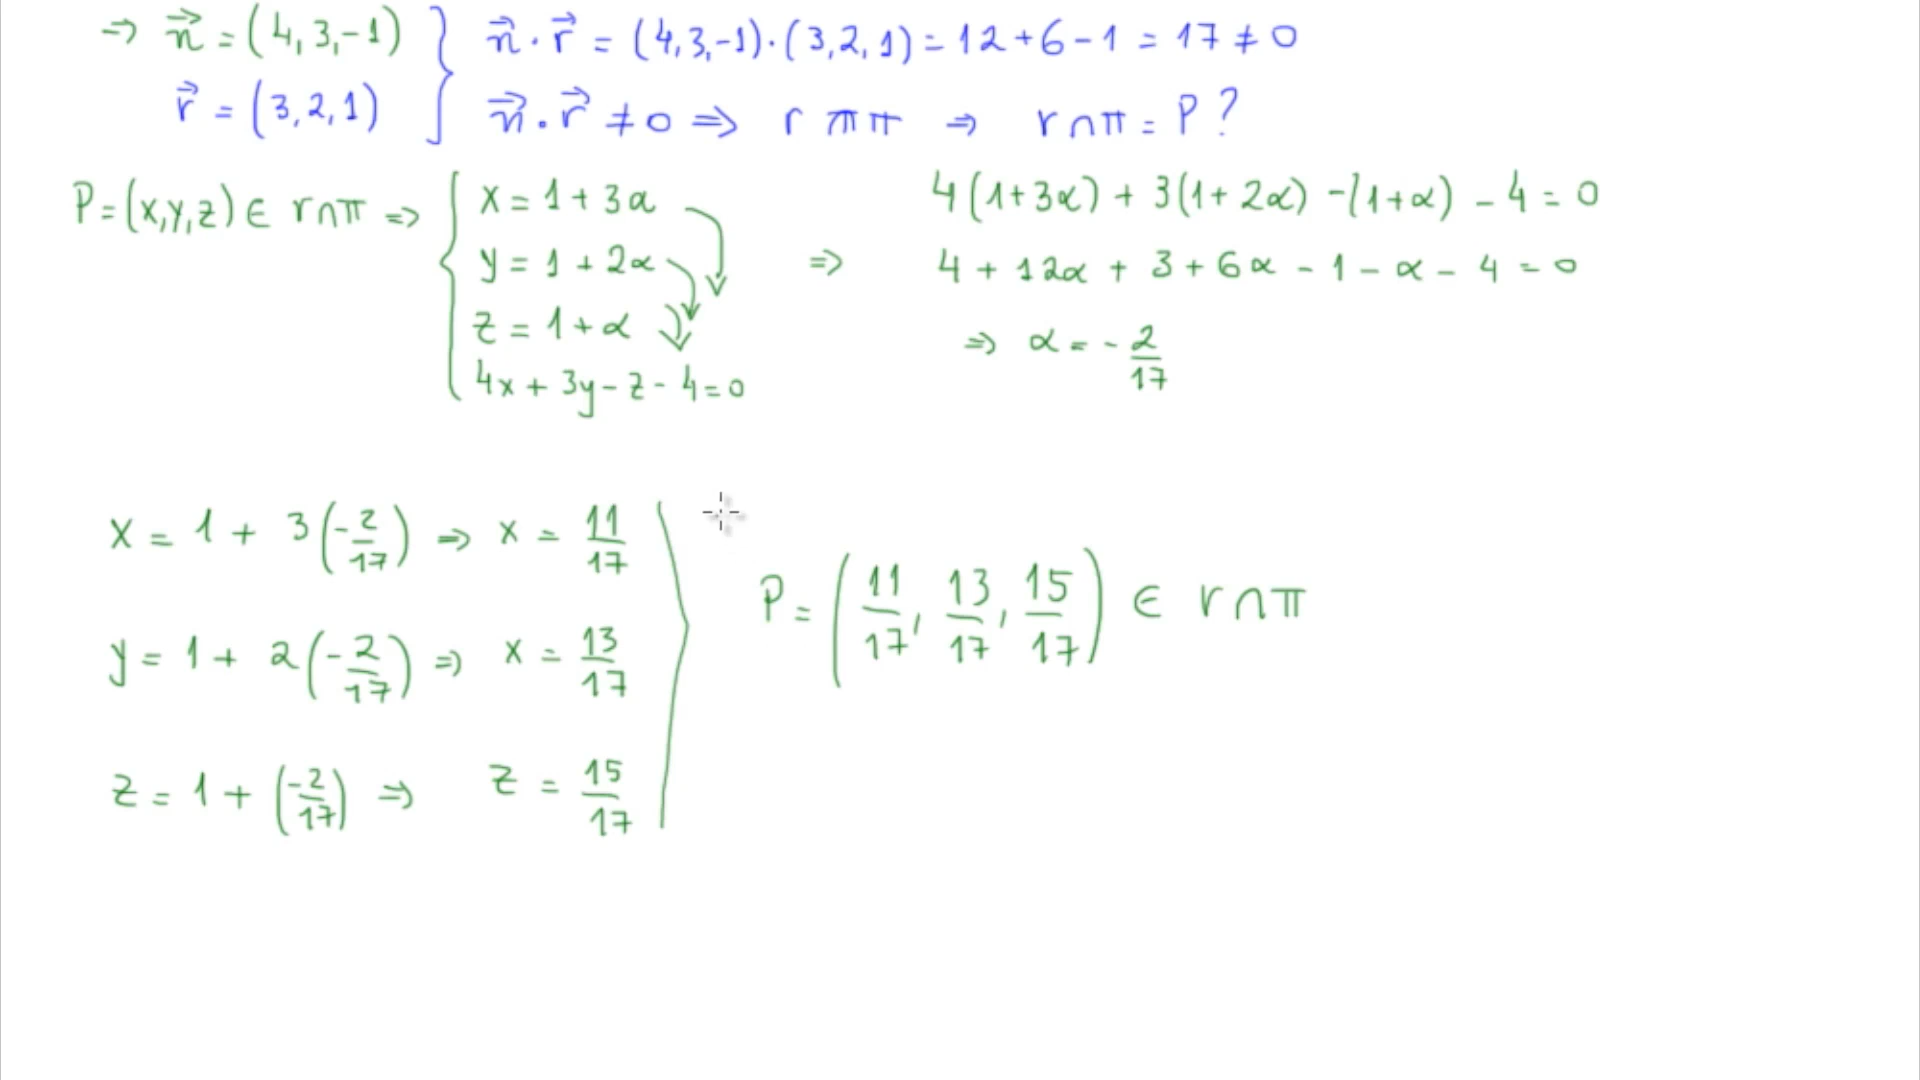 ⇒ n⃗ = (4, 3, -1)
r⃗ = (3, 2, 1)
n⃗ · r⃗ = (4, 3, -1) · (3, 2, 1) = 12 + 6 - 1 = 17 ≠ 0
n⃗ · r⃗ ≠ 0 ⇒ r ⫙ π ⇒ r ∩ π = P ?
P = (x, y, z) ∈ r ∩ π ⇒
x = 1 + 3α
y = 1 + 2α
z = 1 + α
4x + 3y - z - 4 = 0
⇒
4(1 + 3α) + 3(1 + 2α) - (1 + α) - 4 = 0
4 + 12α + 3 + 6α - 1 - α - 4 = 0
⇒ α = - 2/17
x = 1 + 3(-2/17) ⇒ x = 11/17
y = 1 + 2(-2/17) ⇒ x = 13/17
z = 1 + (-2/17) ⇒ z = 15/17
P = (11/17, 13/17, 15/17) ∈ r ∩ π